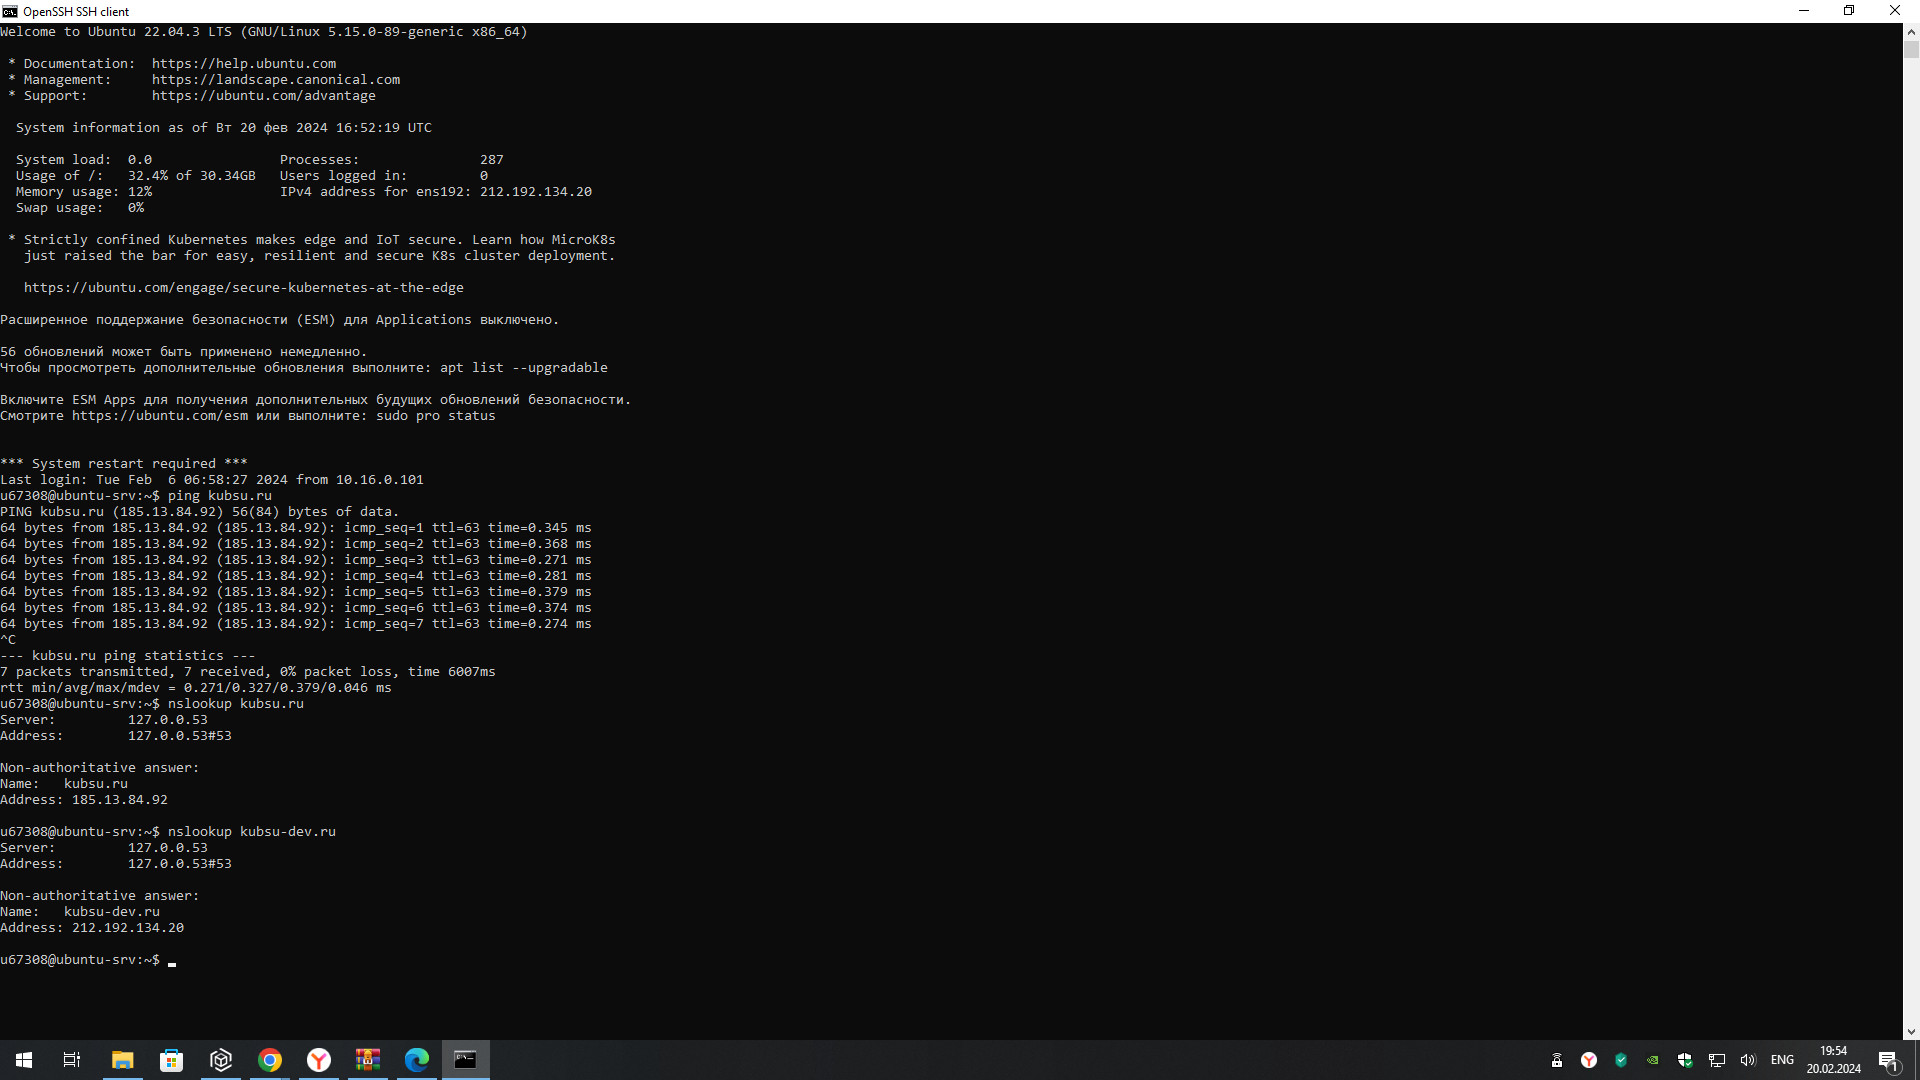 OpenSSH SSH client
Welcome to Ubuntu 22.04.3 LTS (GNU/Linux 5.15.0-89-generic x86_64)
* Documentation:  https://help.ubuntu.com
* Management:     https://landscape.canonical.com
* Support:        https://ubuntu.com/advantage
System information as of Вт 20 фев 2024 16:52:19 UTC
System load:  0.0                Processes:               287
Usage of /:   32.4% of 30.34GB   Users logged in:         0
Memory usage: 12%                IPv4 address for ens192: 212.192.134.20
Swap usage:   0%
* Strictly confined Kubernetes makes edge and IoT secure. Learn how MicroK8s
just raised the bar for easy, resilient and secure K8s cluster deployment.
https://ubuntu.com/engage/secure-kubernetes-at-the-edge
Расширенное поддержание безопасности (ESM) для Applications выключено.
56 обновлений может быть применено немедленно.
Чтобы просмотреть дополнительные обновления выполните: apt list --upgradable
Включите ESM Apps для получения дополнительных будущих обновлений безопасности.
Смотрите https://ubuntu.com/esm или выполните: sudo pro status
*** System restart required ***
Last login: Tue Feb  6 06:58:27 2024 from 10.16.0.101
u67308@ubuntu-srv:~$ ping kubsu.ru
PING kubsu.ru (185.13.84.92) 56(84) bytes of data.
64 bytes from 185.13.84.92 (185.13.84.92): icmp_seq=1 ttl=63 time=0.345 ms
64 bytes from 185.13.84.92 (185.13.84.92): icmp_seq=2 ttl=63 time=0.368 ms
64 bytes from 185.13.84.92 (185.13.84.92): icmp_seq=3 ttl=63 time=0.271 ms
64 bytes from 185.13.84.92 (185.13.84.92): icmp_seq=4 ttl=63 time=0.281 ms
64 bytes from 185.13.84.92 (185.13.84.92): icmp_seq=5 ttl=63 time=0.379 ms
64 bytes from 185.13.84.92 (185.13.84.92): icmp_seq=6 ttl=63 time=0.374 ms
64 bytes from 185.13.84.92 (185.13.84.92): icmp_seq=7 ttl=63 time=0.274 ms
^C
--- kubsu.ru ping statistics ---
7 packets transmitted, 7 received, 0% packet loss, time 6007ms
rtt min/avg/max/mdev = 0.271/0.327/0.379/0.046 ms
u67308@ubuntu-srv:~$ nslookup kubsu.ru
Server:         127.0.0.53
Address:        127.0.0.53#53
Non-authoritative answer:
Name:   kubsu.ru
Address: 185.13.84.92
u67308@ubuntu-srv:~$ nslookup kubsu-dev.ru
Server:         127.0.0.53
Address:        127.0.0.53#53
Non-authoritative answer:
Name:   kubsu-dev.ru
Address: 212.192.134.20
u67308@ubuntu-srv:~$
ENG
19:54
20.02.2024
1